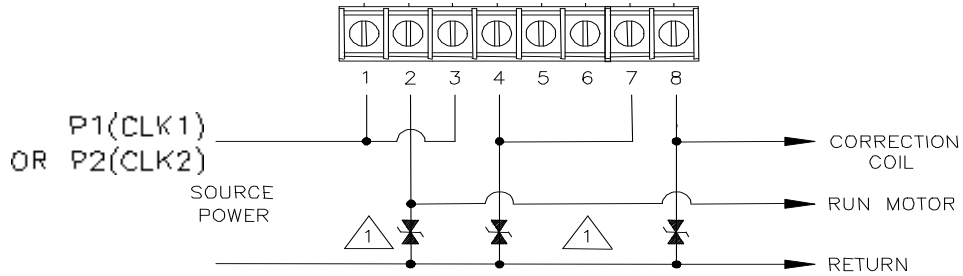 1 2 3 4 5 6 7 8
P1(CLK1)
OR P2(CLK2)
SOURCE
POWER
CORRECTION
COIL
RUN MOTOR
1
1
RETURN